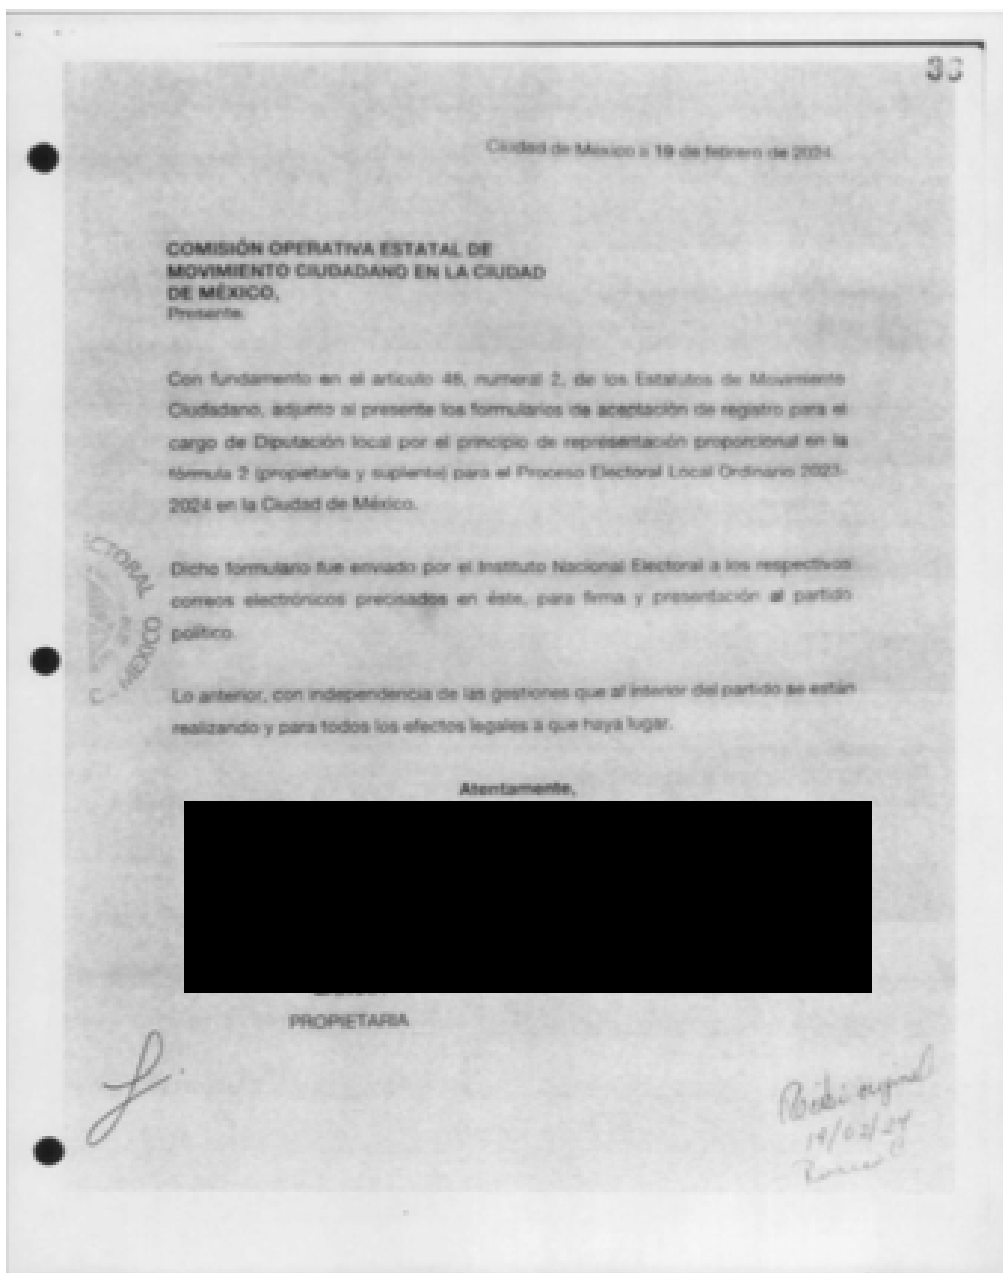 Ciudad de México a 19 de febrero de 2024.
COMISIÓN OPERATIVA ESTATAL DE
MOVIMIENTO CIUDADANO EN LA CIUDAD
DE MÉXICO,
Presente.
Con fundamento en el artículo 46, numeral 2, de los Estatutos de Movimiento
Ciudadano, adjunto al presente los formularios de aceptación de registro para el
cargo de Diputación local por el principio de representación proporcional en la
fórmula 2 (propietaria y suplente) para el Proceso Electoral Local Ordinario 2023-
2024 en la Ciudad de México.
CTORAL
Dicho formulario fue enviado por el Instituto Nacional Electoral a los respectivos
correos electrónicos precisados en éste, para firma y presentación al partido
político.
C - MÉXICO
Lo anterior, con independencia de las gestiones que al interior del partido se están
realizando y para todos los efectos legales a que haya lugar.
Atentamente,
PROPIETARIA
Recibi original
19/02/24